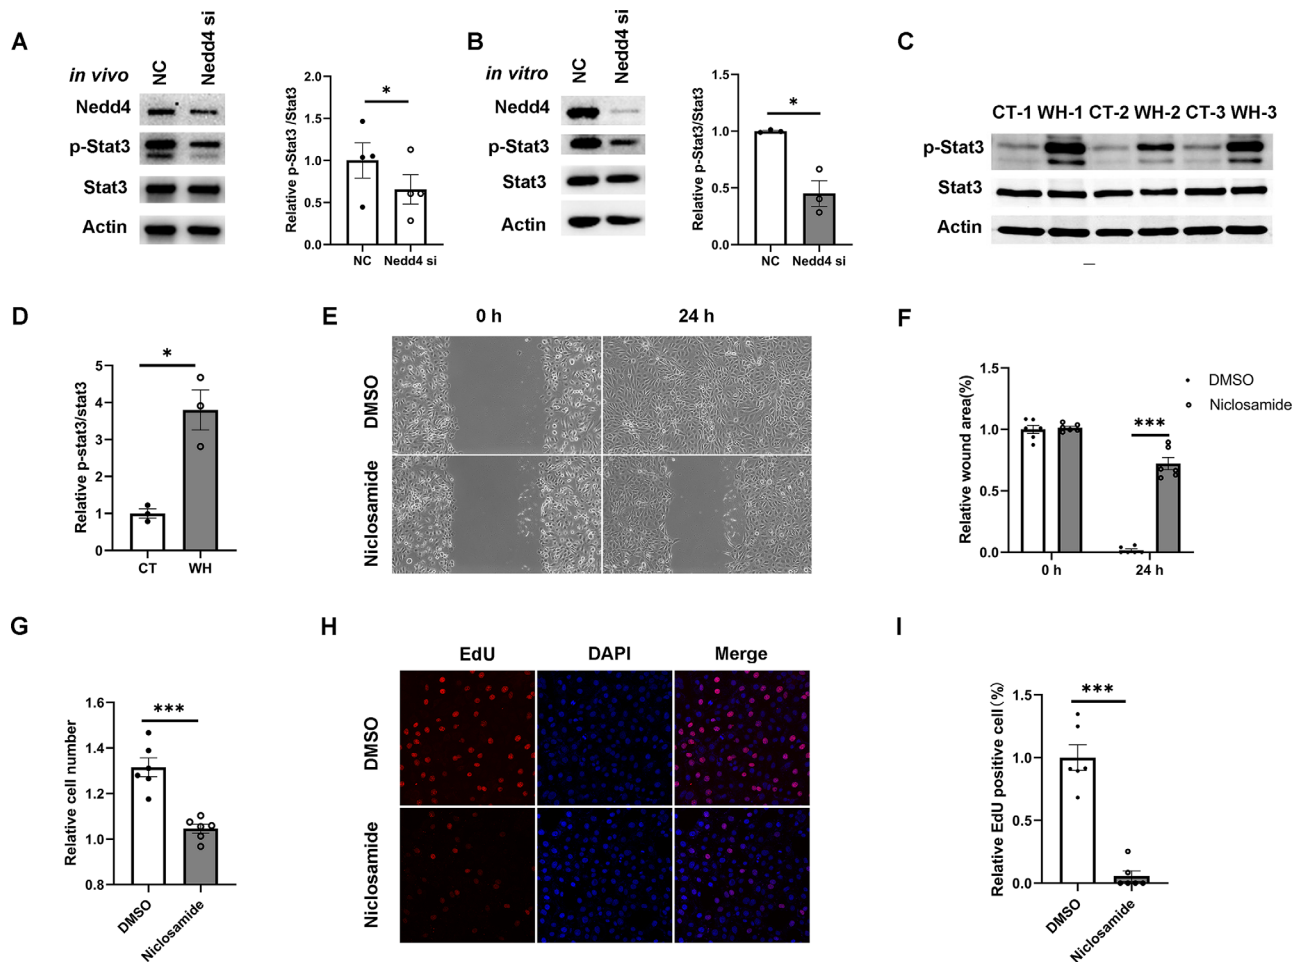 A
in vivo
NC
Nedd4 si
Nedd4
p-Stat3
Stat3
Actin
Relative p-Stat3 /Stat3
2.0
1.5
1.0
0.5
0.0
*
NC
Nedd4 si
B
in vitro
NC
Nedd4 si
Nedd4
p-Stat3
Stat3
Actin
Relative p-Stat3/Stat3
1.5
1.0
0.5
0.0
*
NC
Nedd4 si
C
CT-1 WH-1 CT-2 WH-2 CT-3 WH-3
p-Stat3
Stat3
Actin
D
Relative p-stat3/stat3
5
4
3
2
1
0
*
CT
WH
E
0 h
24 h
DMSO
Niclosamide
F
Relative wound area(%)
1.5
1.0
0.5
0.0
***
DMSO
Niclosamide
0 h
24 h
G
Relative cell number
1.6
1.4
1.2
1.0
0.8
***
DMSO
Niclosamide
H
EdU
DAPI
Merge
DMSO
Niclosamide
I
Relative EdU positive cell(%)
1.5
1.0
0.5
0.0
***
DMSO
Niclosamide